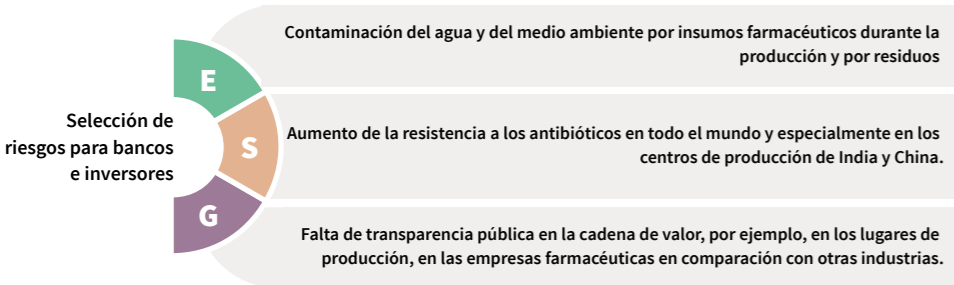 Selección de
riesgos para bancos
e inversores
E
Contaminación del agua y del medio ambiente por insumos farmacéuticos durante la
producción y por residuos
S
Aumento de la resistencia a los antibióticos en todo el mundo y especialmente en los
centros de producción de India y China.
G
Falta de transparencia pública en la cadena de valor, por ejemplo, en los lugares de
producción, en las empresas farmacéuticas en comparación con otras industrias.